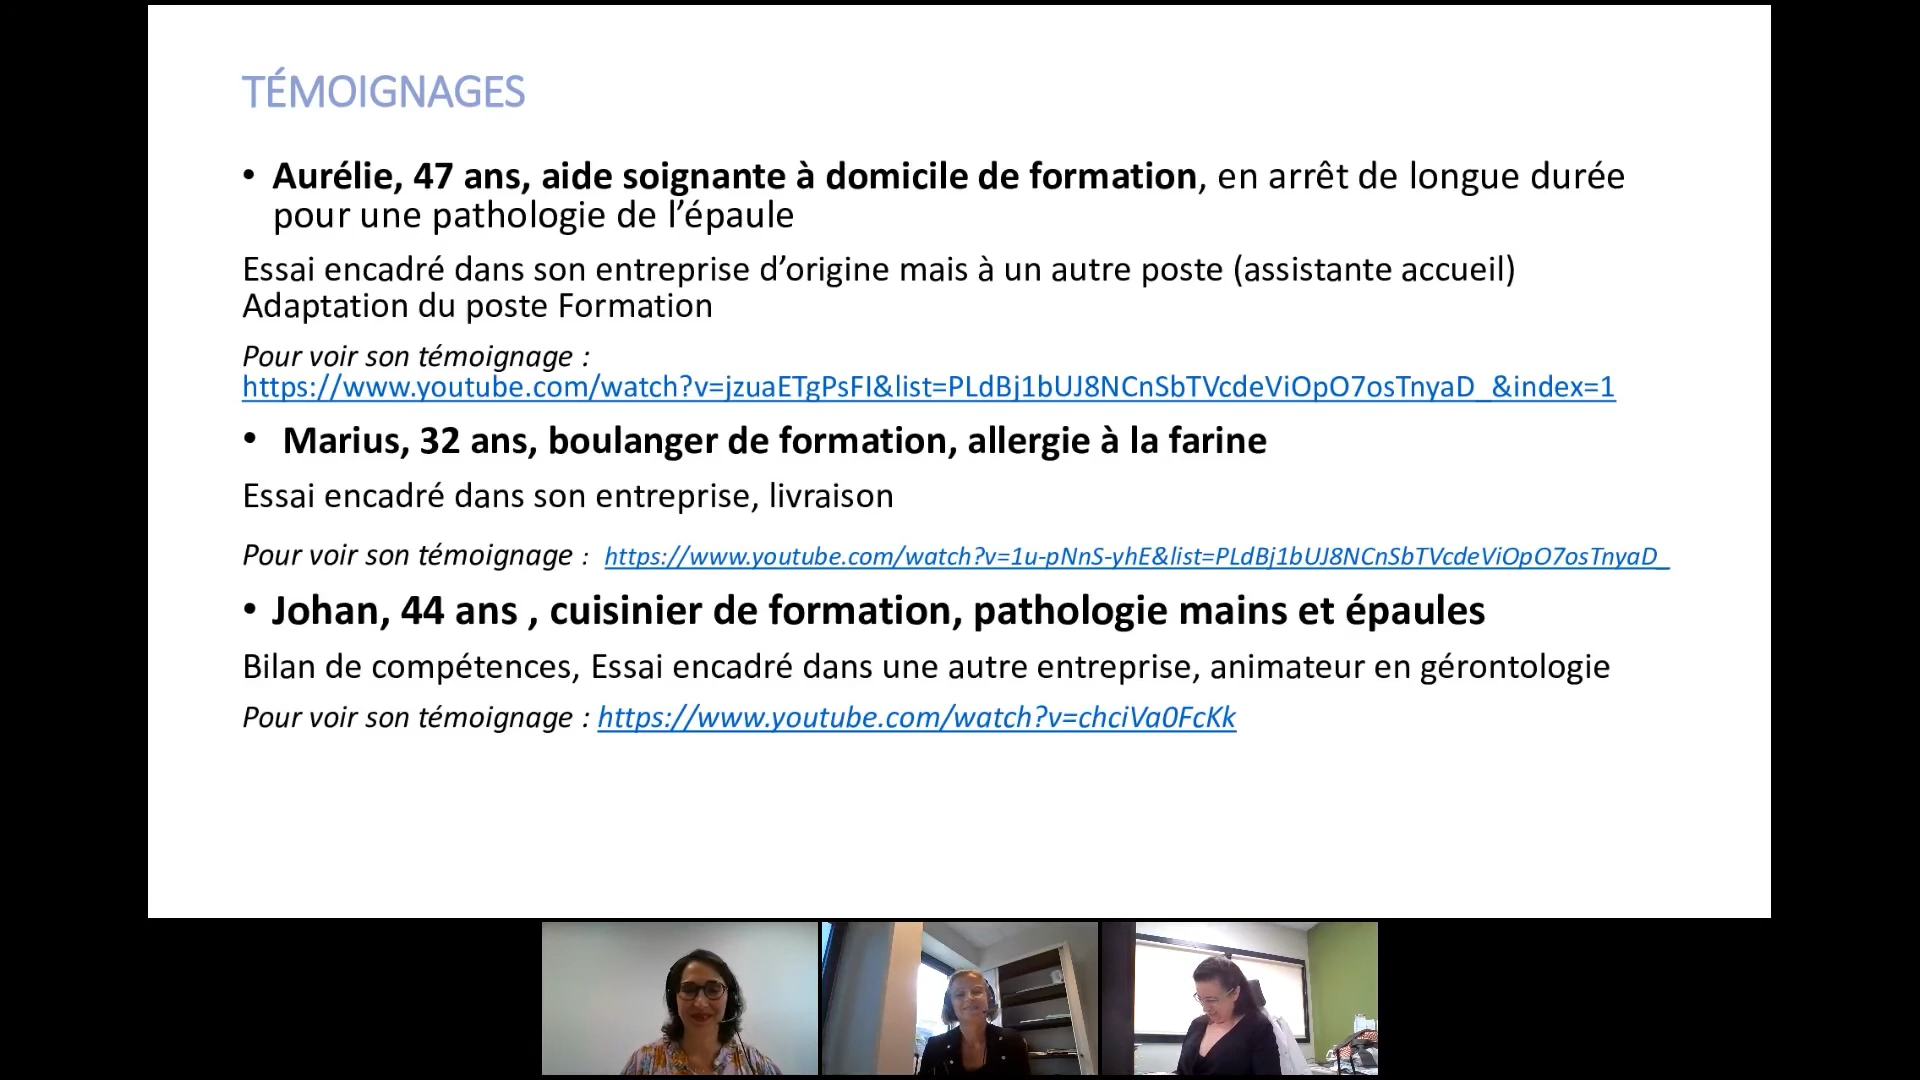 TÉMOIGNAGES
• Aurélie, 47 ans, aide soignante à domicile de formation, en arrêt de longue durée
pour une pathologie de l’épaule
Essai encadré dans son entreprise d’origine mais à un autre poste (assistante accueil)
Adaptation du poste Formation
Pour voir son témoignage :
https://www.youtube.com/watch?v=jzuaETgPsFI&list=PLdBj1bUJ8NCnSbTVcdeViOpO7osTnyaD_&index=1
• Marius, 32 ans, boulanger de formation, allergie à la farine
Essai encadré dans son entreprise, livraison
Pour voir son témoignage : https://www.youtube.com/watch?v=1u-pNnS-yhE&list=PLdBj1bUJ8NCnSbTVcdeViOpO7osTnyaD_
• Johan, 44 ans , cuisinier de formation, pathologie mains et épaules
Bilan de compétences, Essai encadré dans une autre entreprise, animateur en gérontologie
Pour voir son témoignage : https://www.youtube.com/watch?v=chciVa0FcKk